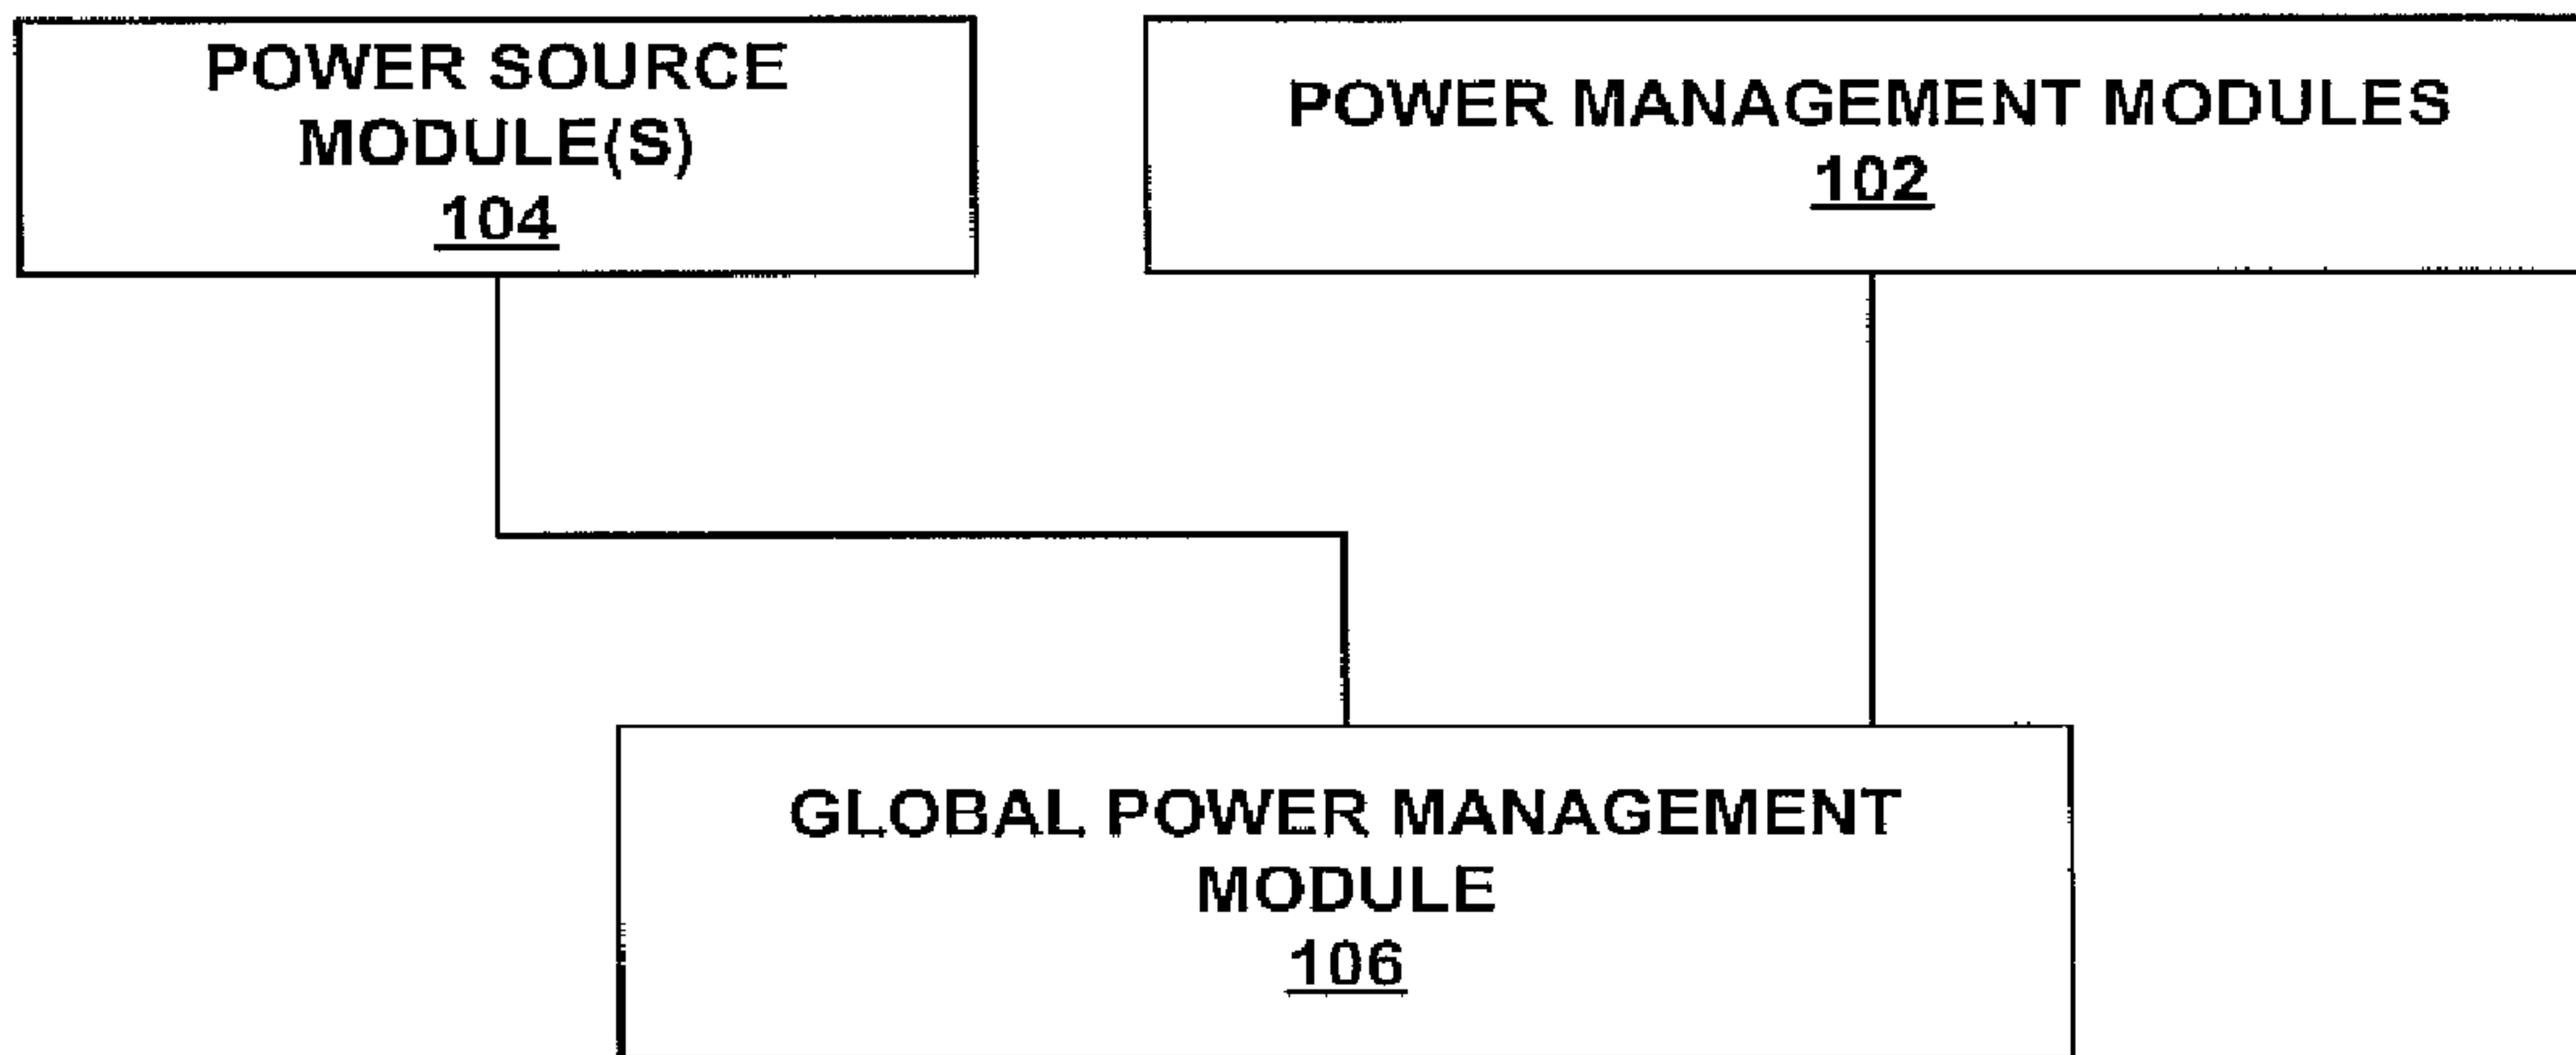 POWER SOURCE
MODULE(S)
104
POWER MANAGEMENT MODULES
102
GLOBAL POWER MANAGEMENT
MODULE
106